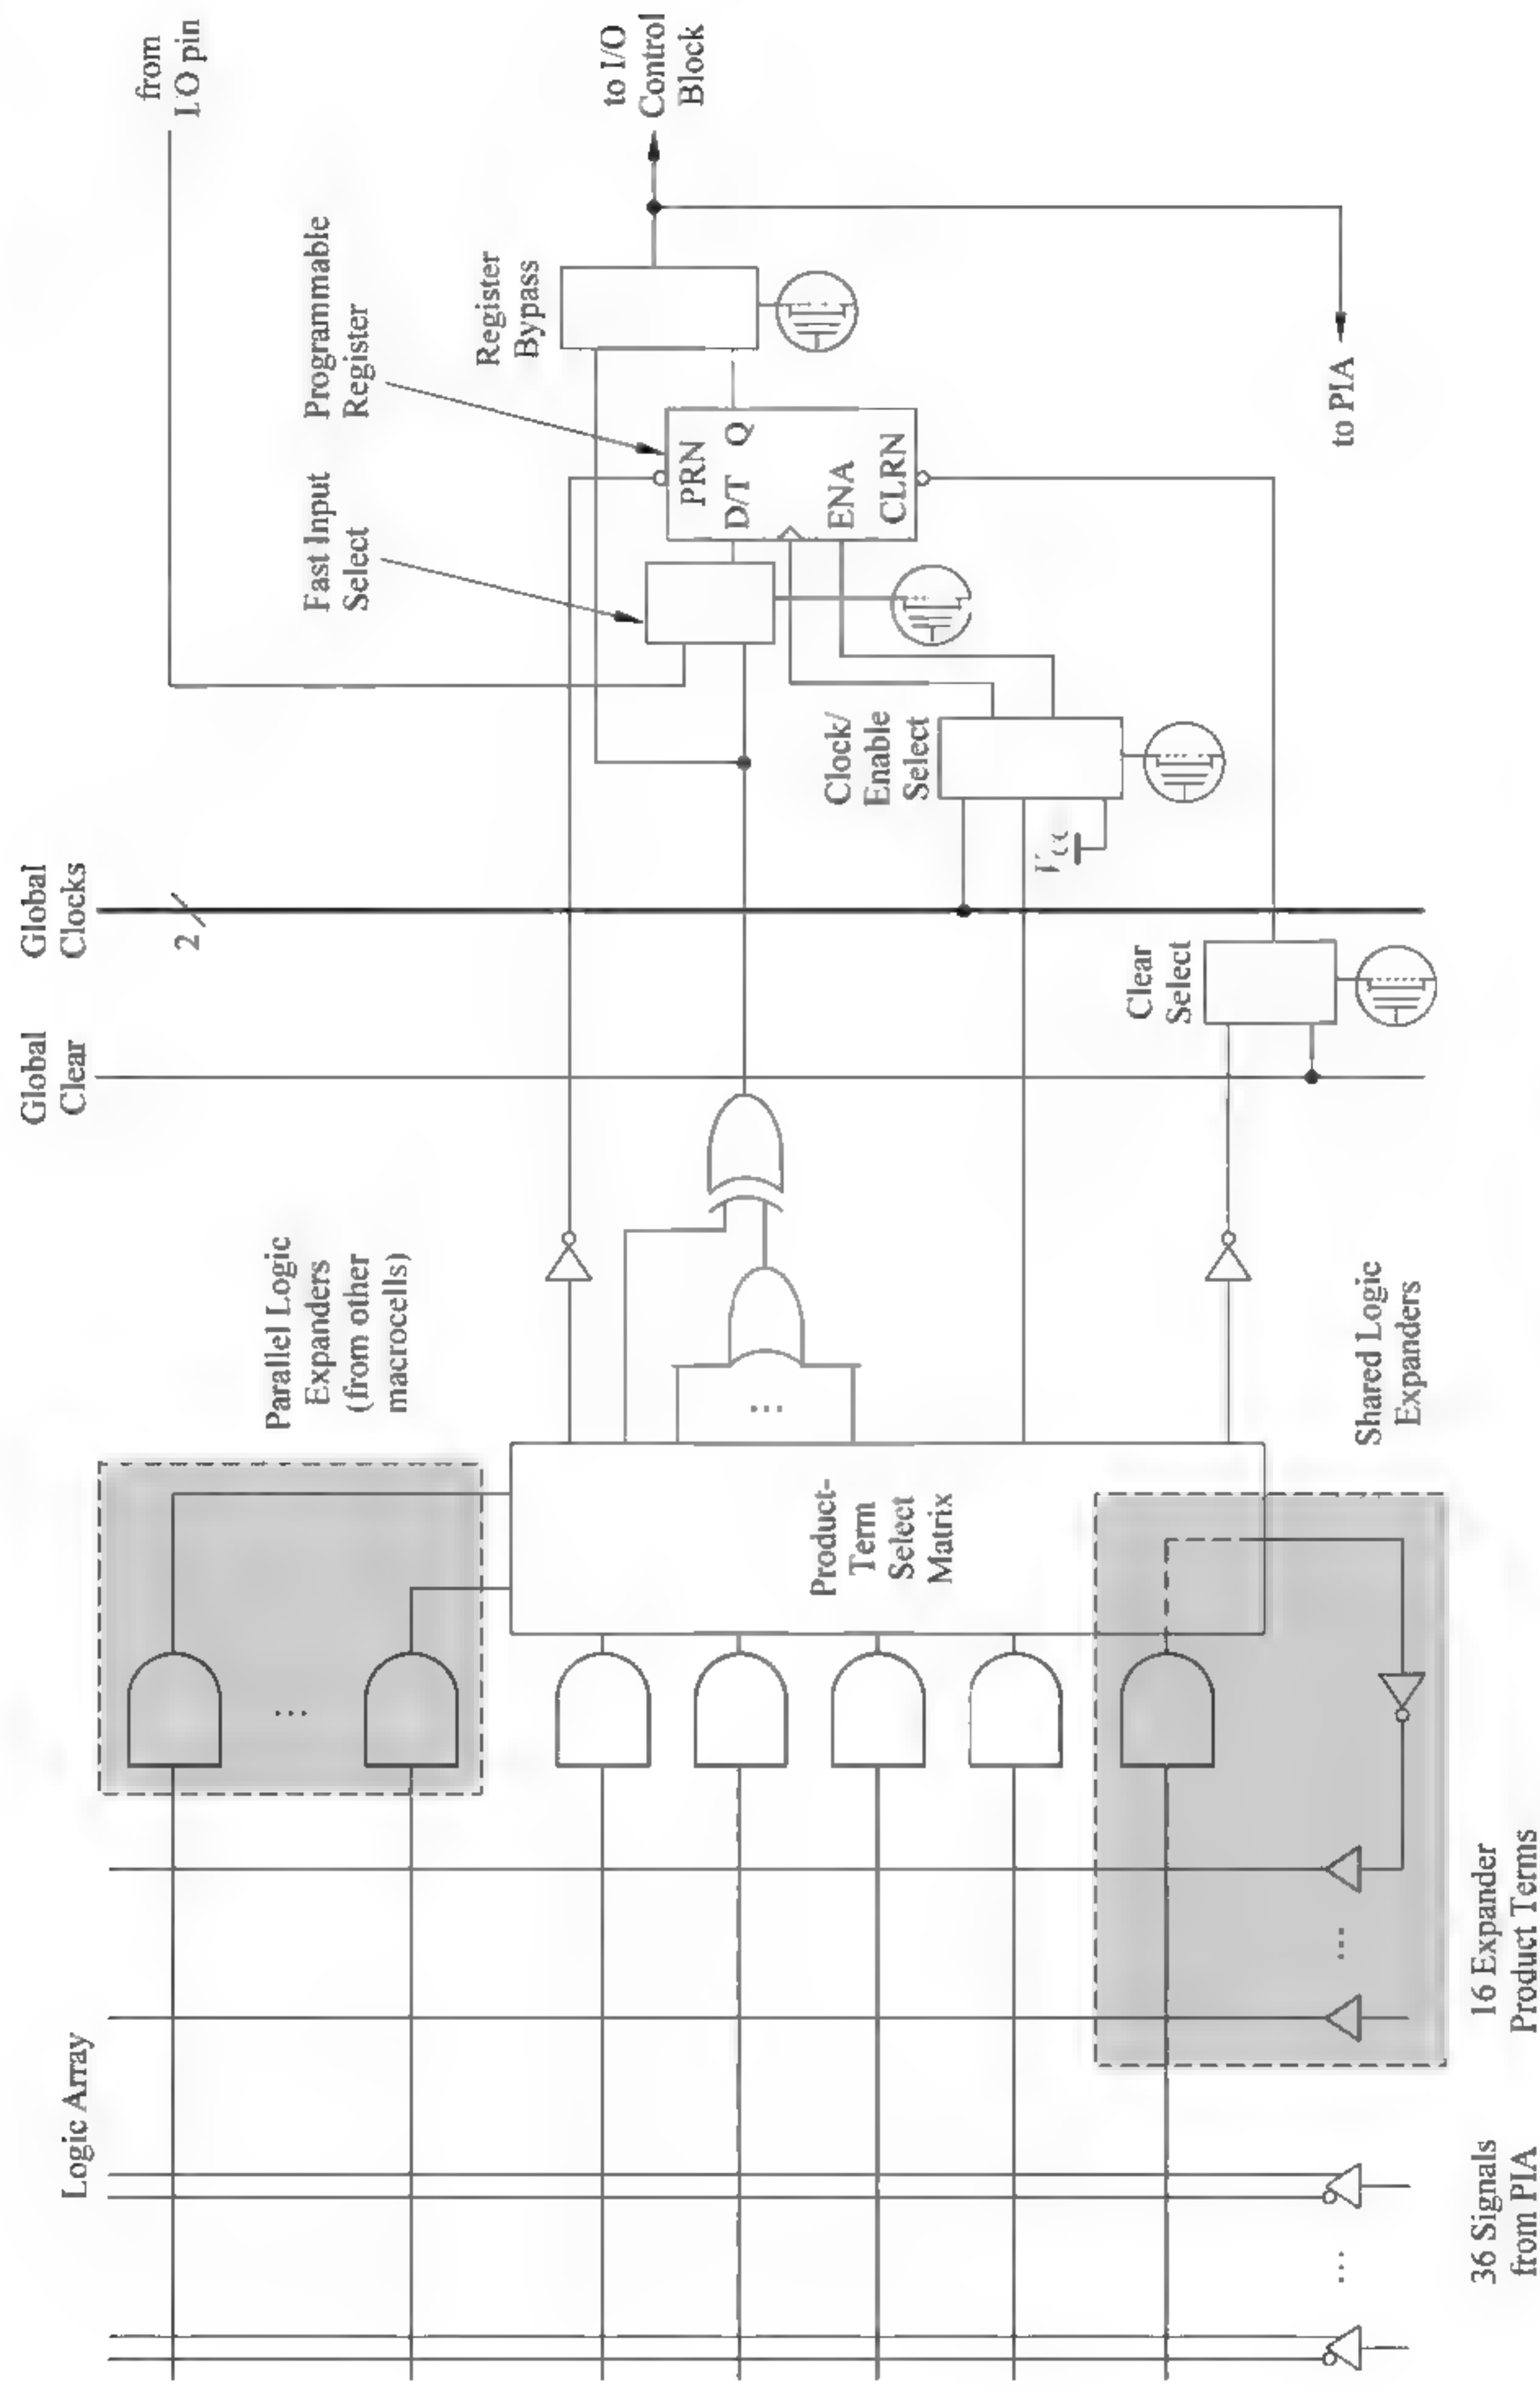 Logic Array
Parallel Logic
Expanders
(from other
macrocells)
Global
Clear
Global
Clocks
2
Fast Input
Select
Programmable
Register
from
I/O pin
Register
Bypass
to I/O
Control
Block
PRN
D/T Q
ENA
CLRN
Clock/
Enable
Select
VCC
Clear
Select
to PIA
Product-
Term
Select
Matrix
...
...
...
...
Shared Logic
Expanders
36 Signals
from PIA
16 Expander
Product Terms